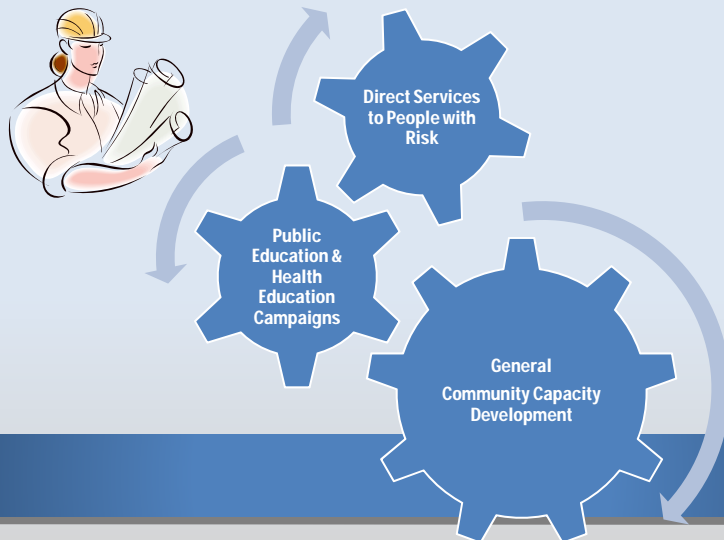 Direct Services
to People with
Risk
Public
Education &
Health
Education
Campaigns
General
Community Capacity
Development